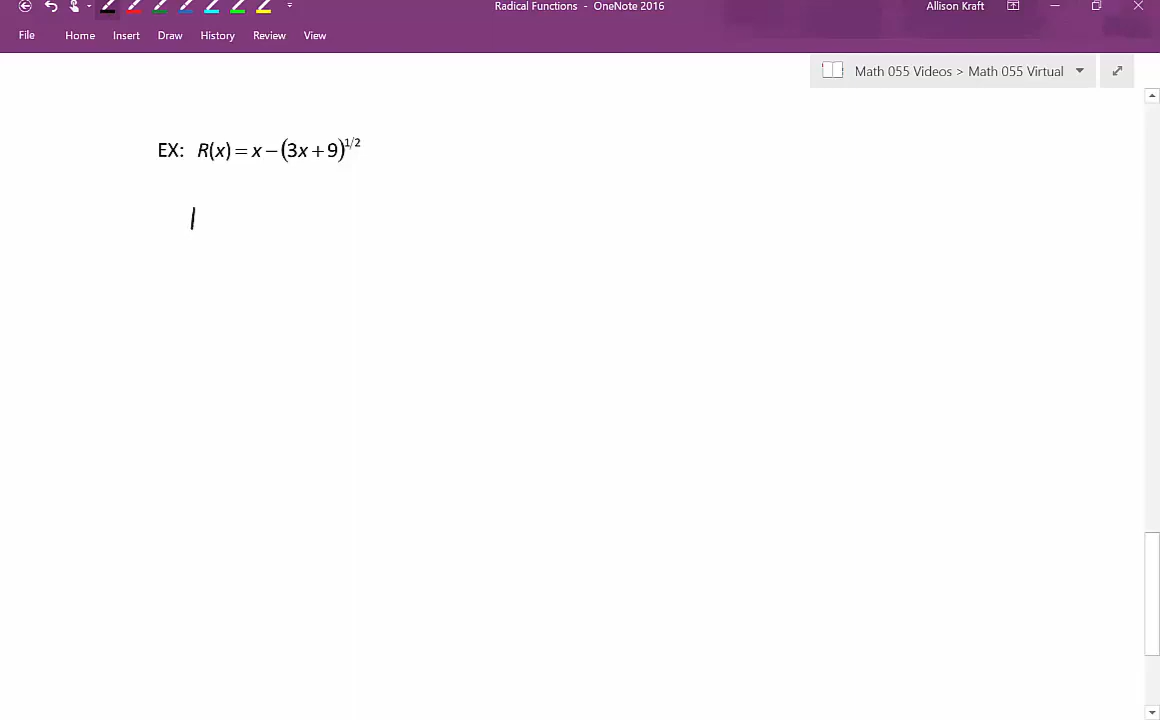 Radical Functions - OneNote 2016
Allison Kraft
File Home Insert Draw History Review View
Math 055 Videos > Math 055 Virtual
EX: R(x) = x − (3x + 9)^1/2